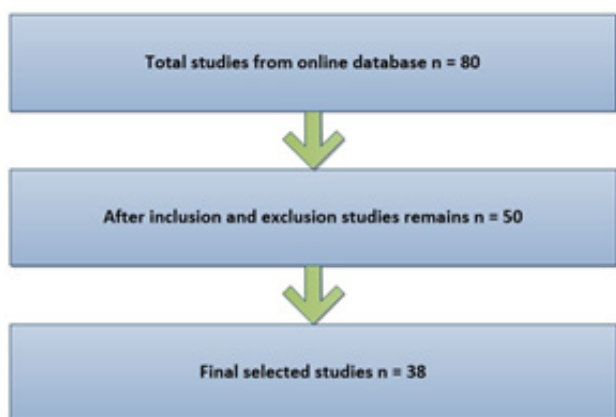 Total studies from online database n = 80
After inclusion and exclusion studies remains n = 50
Final selected studies n = 38